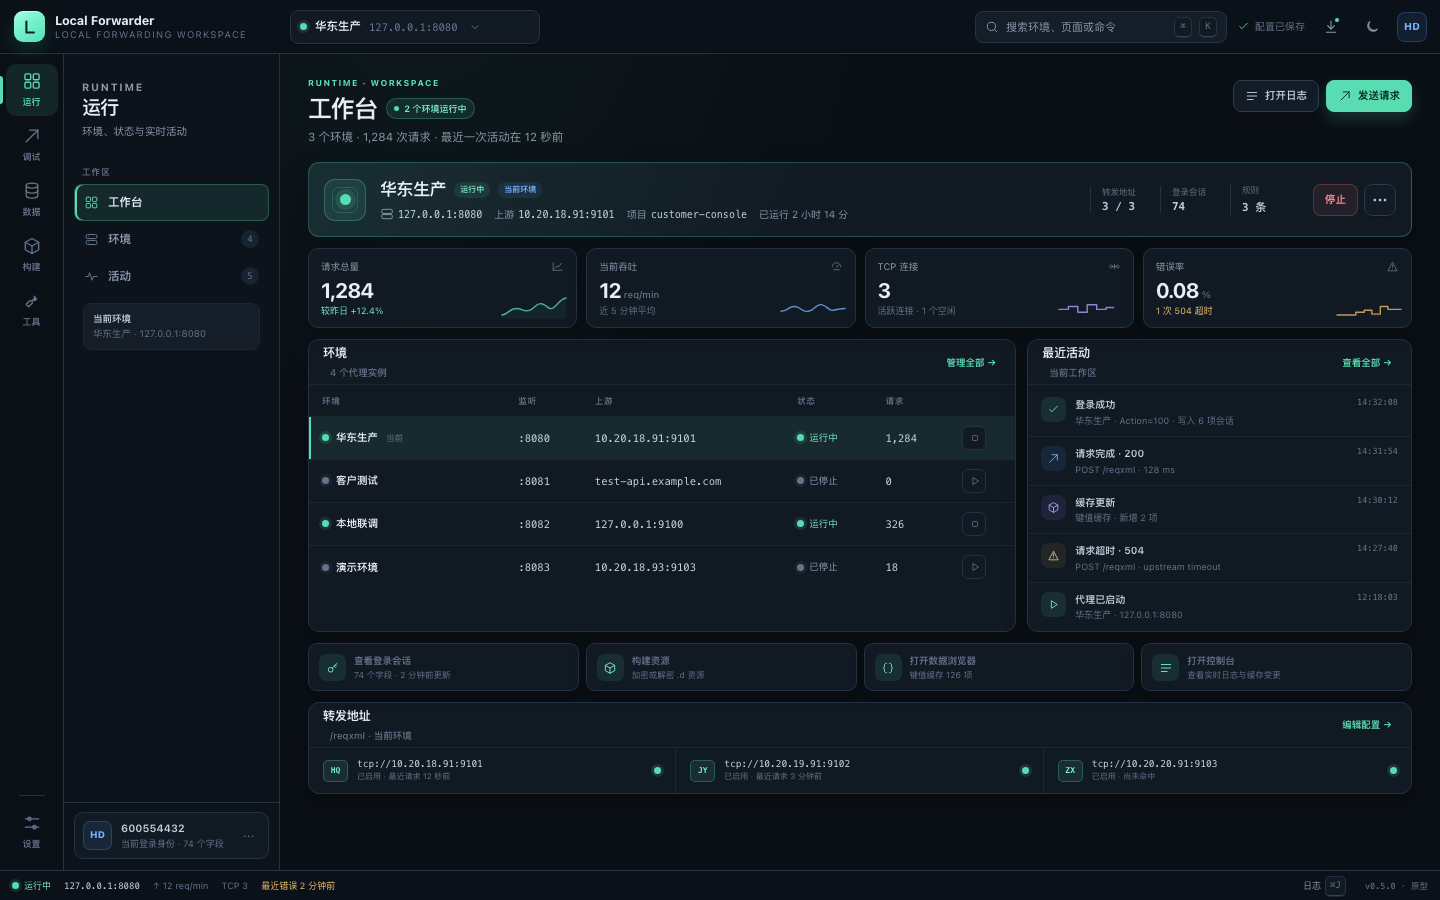 L
Local Forwarder
LOCAL FORWARDING WORKSPACE
华东生产 127.0.0.1:8080
搜索环境、页面或命令 ⌘ K
配置已保存
HD
运行
调试
数据
构建
工具
设置
RUNTIME
运行
环境、状态与实时活动
工作区
工作台
环境 4
活动 5
当前环境
华东生产 · 127.0.0.1:8080
HD
600554432
当前登录身份 · 74 个字段
RUNTIME · WORKSPACE
工作台 2 个环境运行中
3 个环境 · 1,284 次请求 · 最近一次活动在 12 秒前
打开日志
发送请求
华东生产 运行中 当前环境
127.0.0.1:8080 上游 10.20.18.91:9101 项目 customer-console 已运行 2 小时 14 分
转发地址
3 / 3
登录会话
74
规则
3 条
停止
请求总量
1,284
较昨日 +12.4%
当前吞吐
12 req/min
近 5 分钟平均
TCP 连接
3
活跃连接 · 1 个空闲
错误率
0.08 %
1 次 504 超时
环境
4 个代理实例
管理全部 →
环境 监听 上游 状态 请求
华东生产 当前 :8080 10.20.18.91:9101 运行中 1,284
客户测试 :8081 test-api.example.com 已停止 0
本地联调 :8082 127.0.0.1:9100 运行中 326
演示环境 :8083 10.20.18.93:9103 已停止 18
最近活动
当前工作区
查看全部 →
登录成功 14:32:08
华东生产 · Action=100 · 写入 6 项会话
请求完成 · 200 14:31:54
POST /reqxml · 128 ms
缓存更新 14:30:12
键值缓存 · 新增 2 项
请求超时 · 504 14:27:40
POST /reqxml · upstream timeout
代理已启动 12:18:03
华东生产 · 127.0.0.1:8080
查看登录会话
74 个字段 · 2 分钟前更新
构建资源
加密或解密 .d 资源
打开数据浏览器
键值缓存 126 项
打开控制台
查看实时日志与缓存变更
转发地址
/reqxml · 当前环境
编辑配置 →
HQ
tcp://10.20.18.91:9101
已启用 · 最近请求 12 秒前
JY
tcp://10.20.19.91:9102
已启用 · 最近请求 3 分钟前
ZX
tcp://10.20.20.91:9103
已启用 · 尚未命中
运行中 127.0.0.1:8080 ↑ 12 req/min TCP 3 最近错误 2 分钟前
日志 ⌘J v0.5.0 · 原型